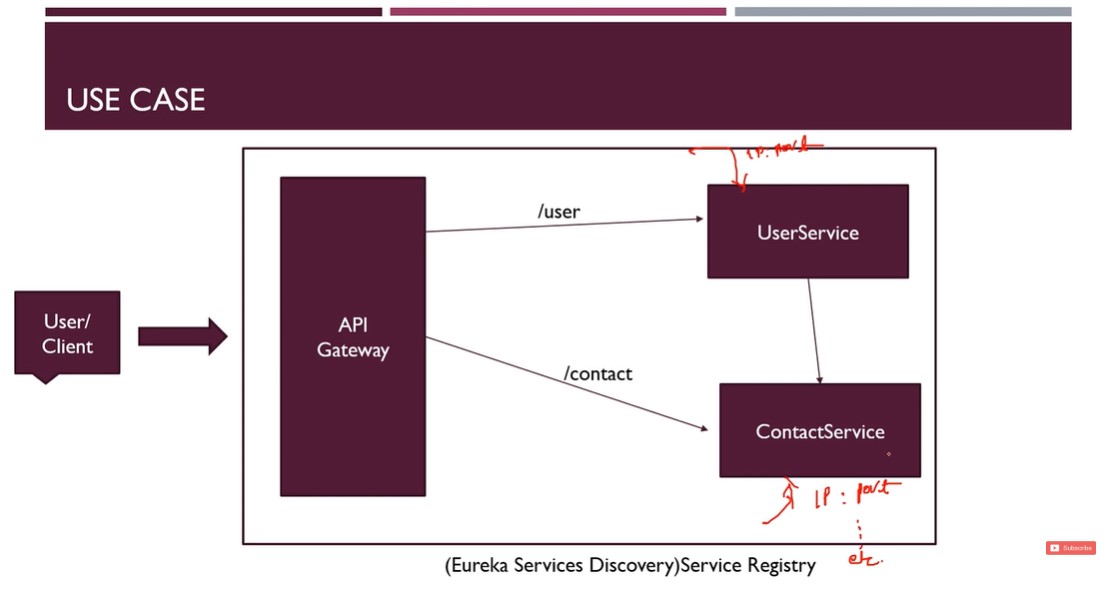 USE CASE
IP: port
/user
UserService
User/
Client
API
Gateway
/contact
ContactService
IP : port
etc.
(Eureka Services Discovery)Service Registry
Subscribe